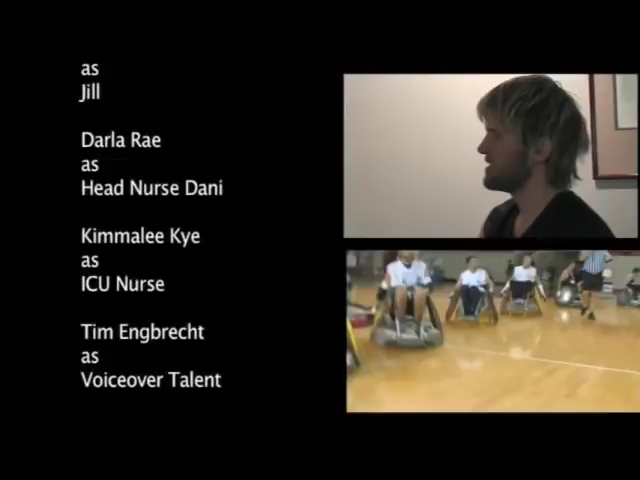 as
Jill
Darla Rae
as
Head Nurse Dani
Kimmalee Kye
as
ICU Nurse
Tim Engbrecht
as
Voiceover Talent